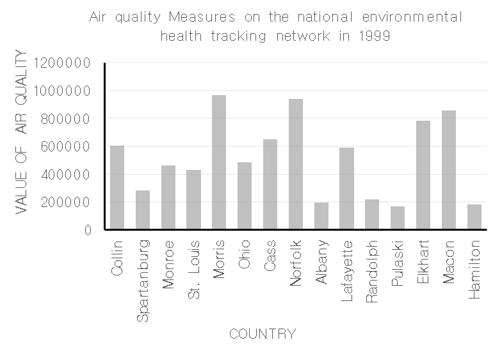 Air quality Measures on the national environmental
health tracking network in 1999
VALUE OF AIR QUALITY
1200000
1000000
800000
600000
400000
200000
0
Collin
Spartanburg
Monroe
St. Louis
Morris
Ohio
Cass
Norfolk
Albany
Lafayette
Randolph
Pulaski
Elkhart
Macon
Hamilton
COUNTRY